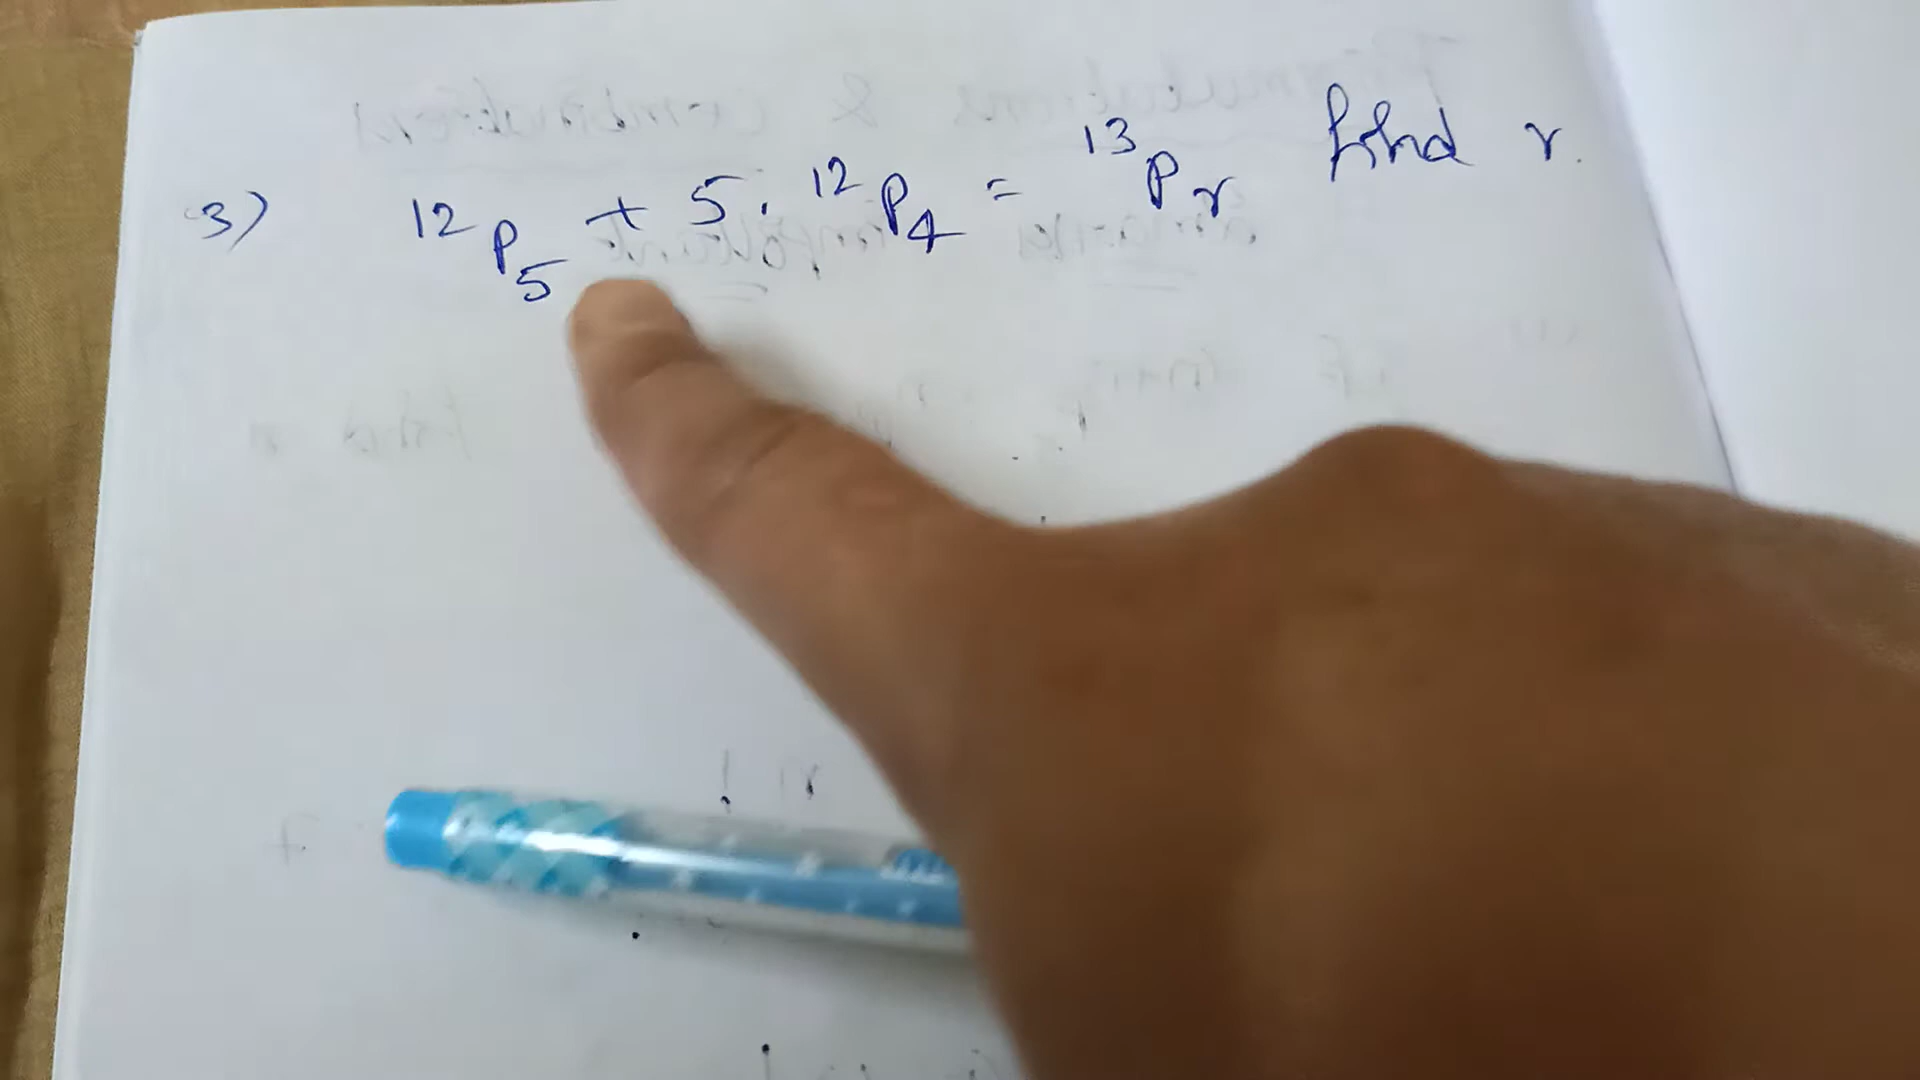 3) ¹²P₅ + 5. ¹²P₄ = ¹³Pᵣ find r.